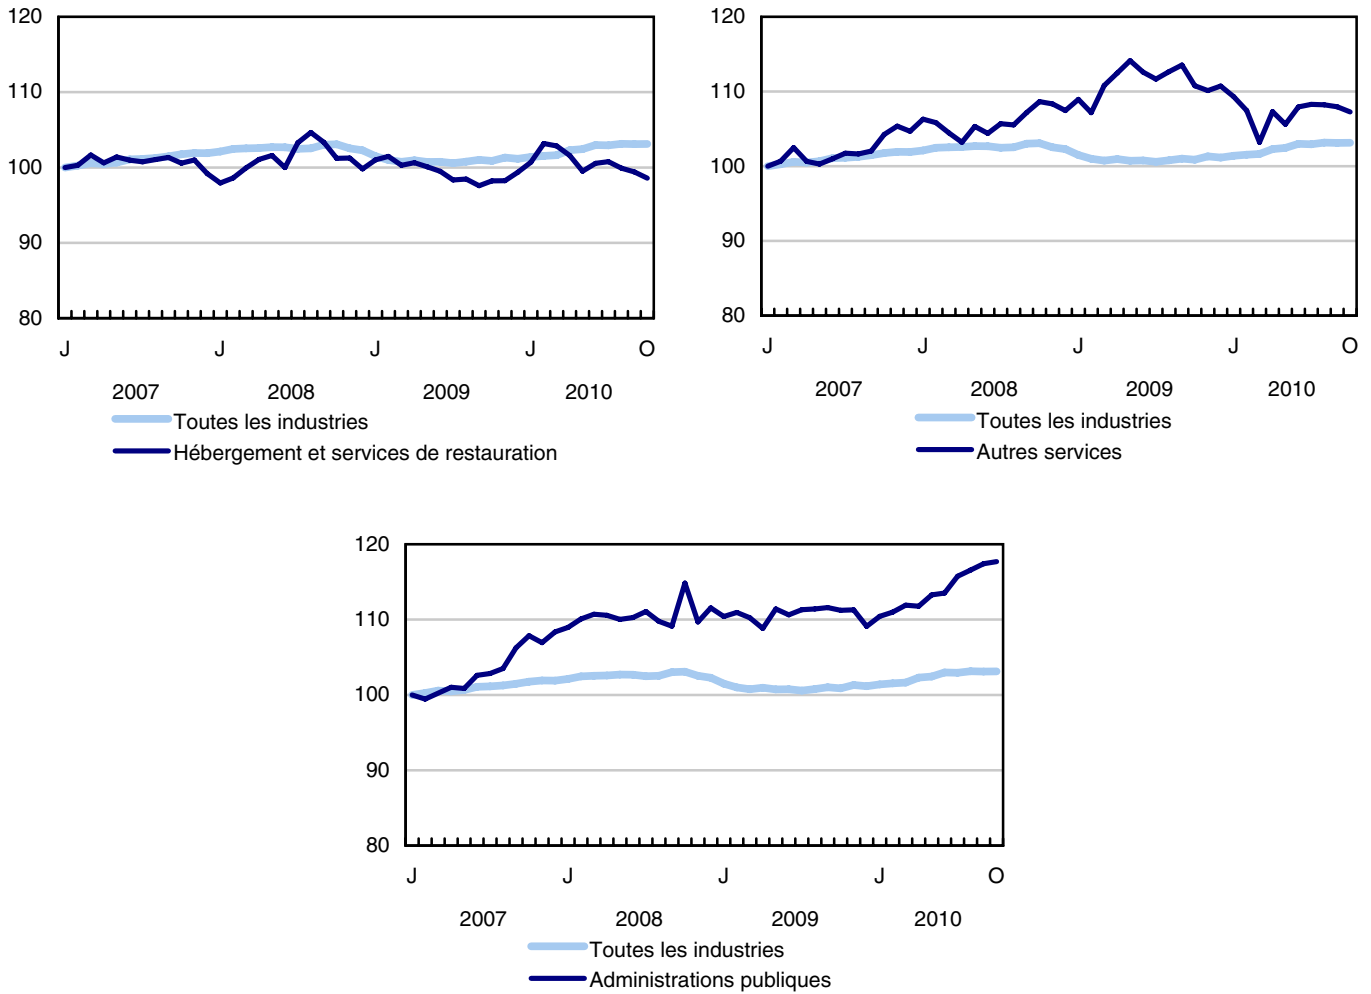 120
110
100
90
80
J J J J O
2007 2008 2009 2010
Toutes les industries
Hébergement et services de restauration
120
110
100
90
80
J J J J O
2007 2008 2009 2010
Toutes les industries
Autres services
120
110
100
90
80
J J J J O
2007 2008 2009 2010
Toutes les industries
Administrations publiques